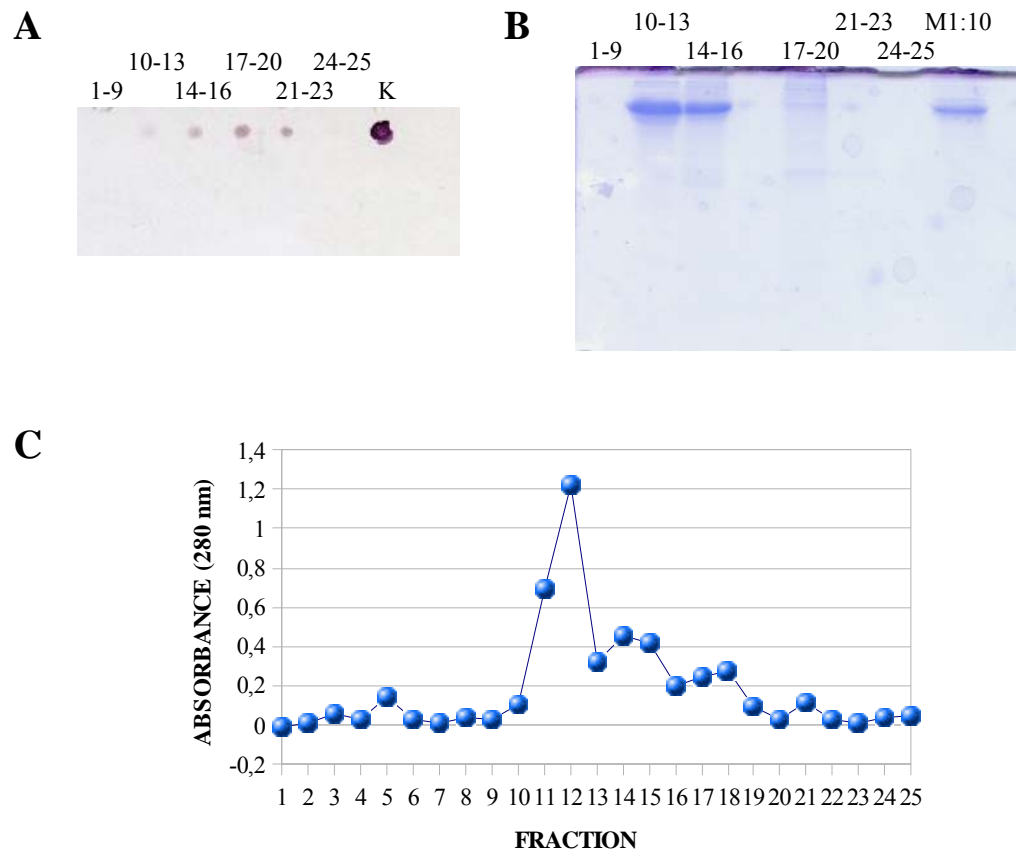 A
10-13 17-20 24-25
1-9 14-16 21-23 K
B
10-13 21-23 M1:10
1-9 14-16 17-20 24-25
C
1,4
1,2
1
0,8
0,6
0,4
0,2
0
-0,2
ABSORBANCE (280 nm)
1 2 3 4 5 6 7 8 9 10 11 12 13 14 15 16 17 18 19 20 21 22 23 24 25
FRACTION